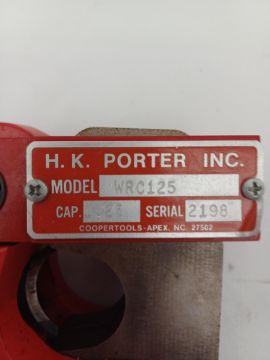 H. K. PORTER INC.
MODEL WRC125
CAP. SERIAL 2198
COOPERTOOLS-APEX, NC. 27502